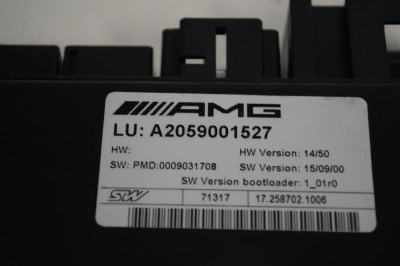 AMG
LU: A2059001527
HW: HW Version: 14/50
SW: PMD:0009031708 SW Version: 15/09/00
SW Version bootloader: 1_01r0
SW 71317 17.258702.1006